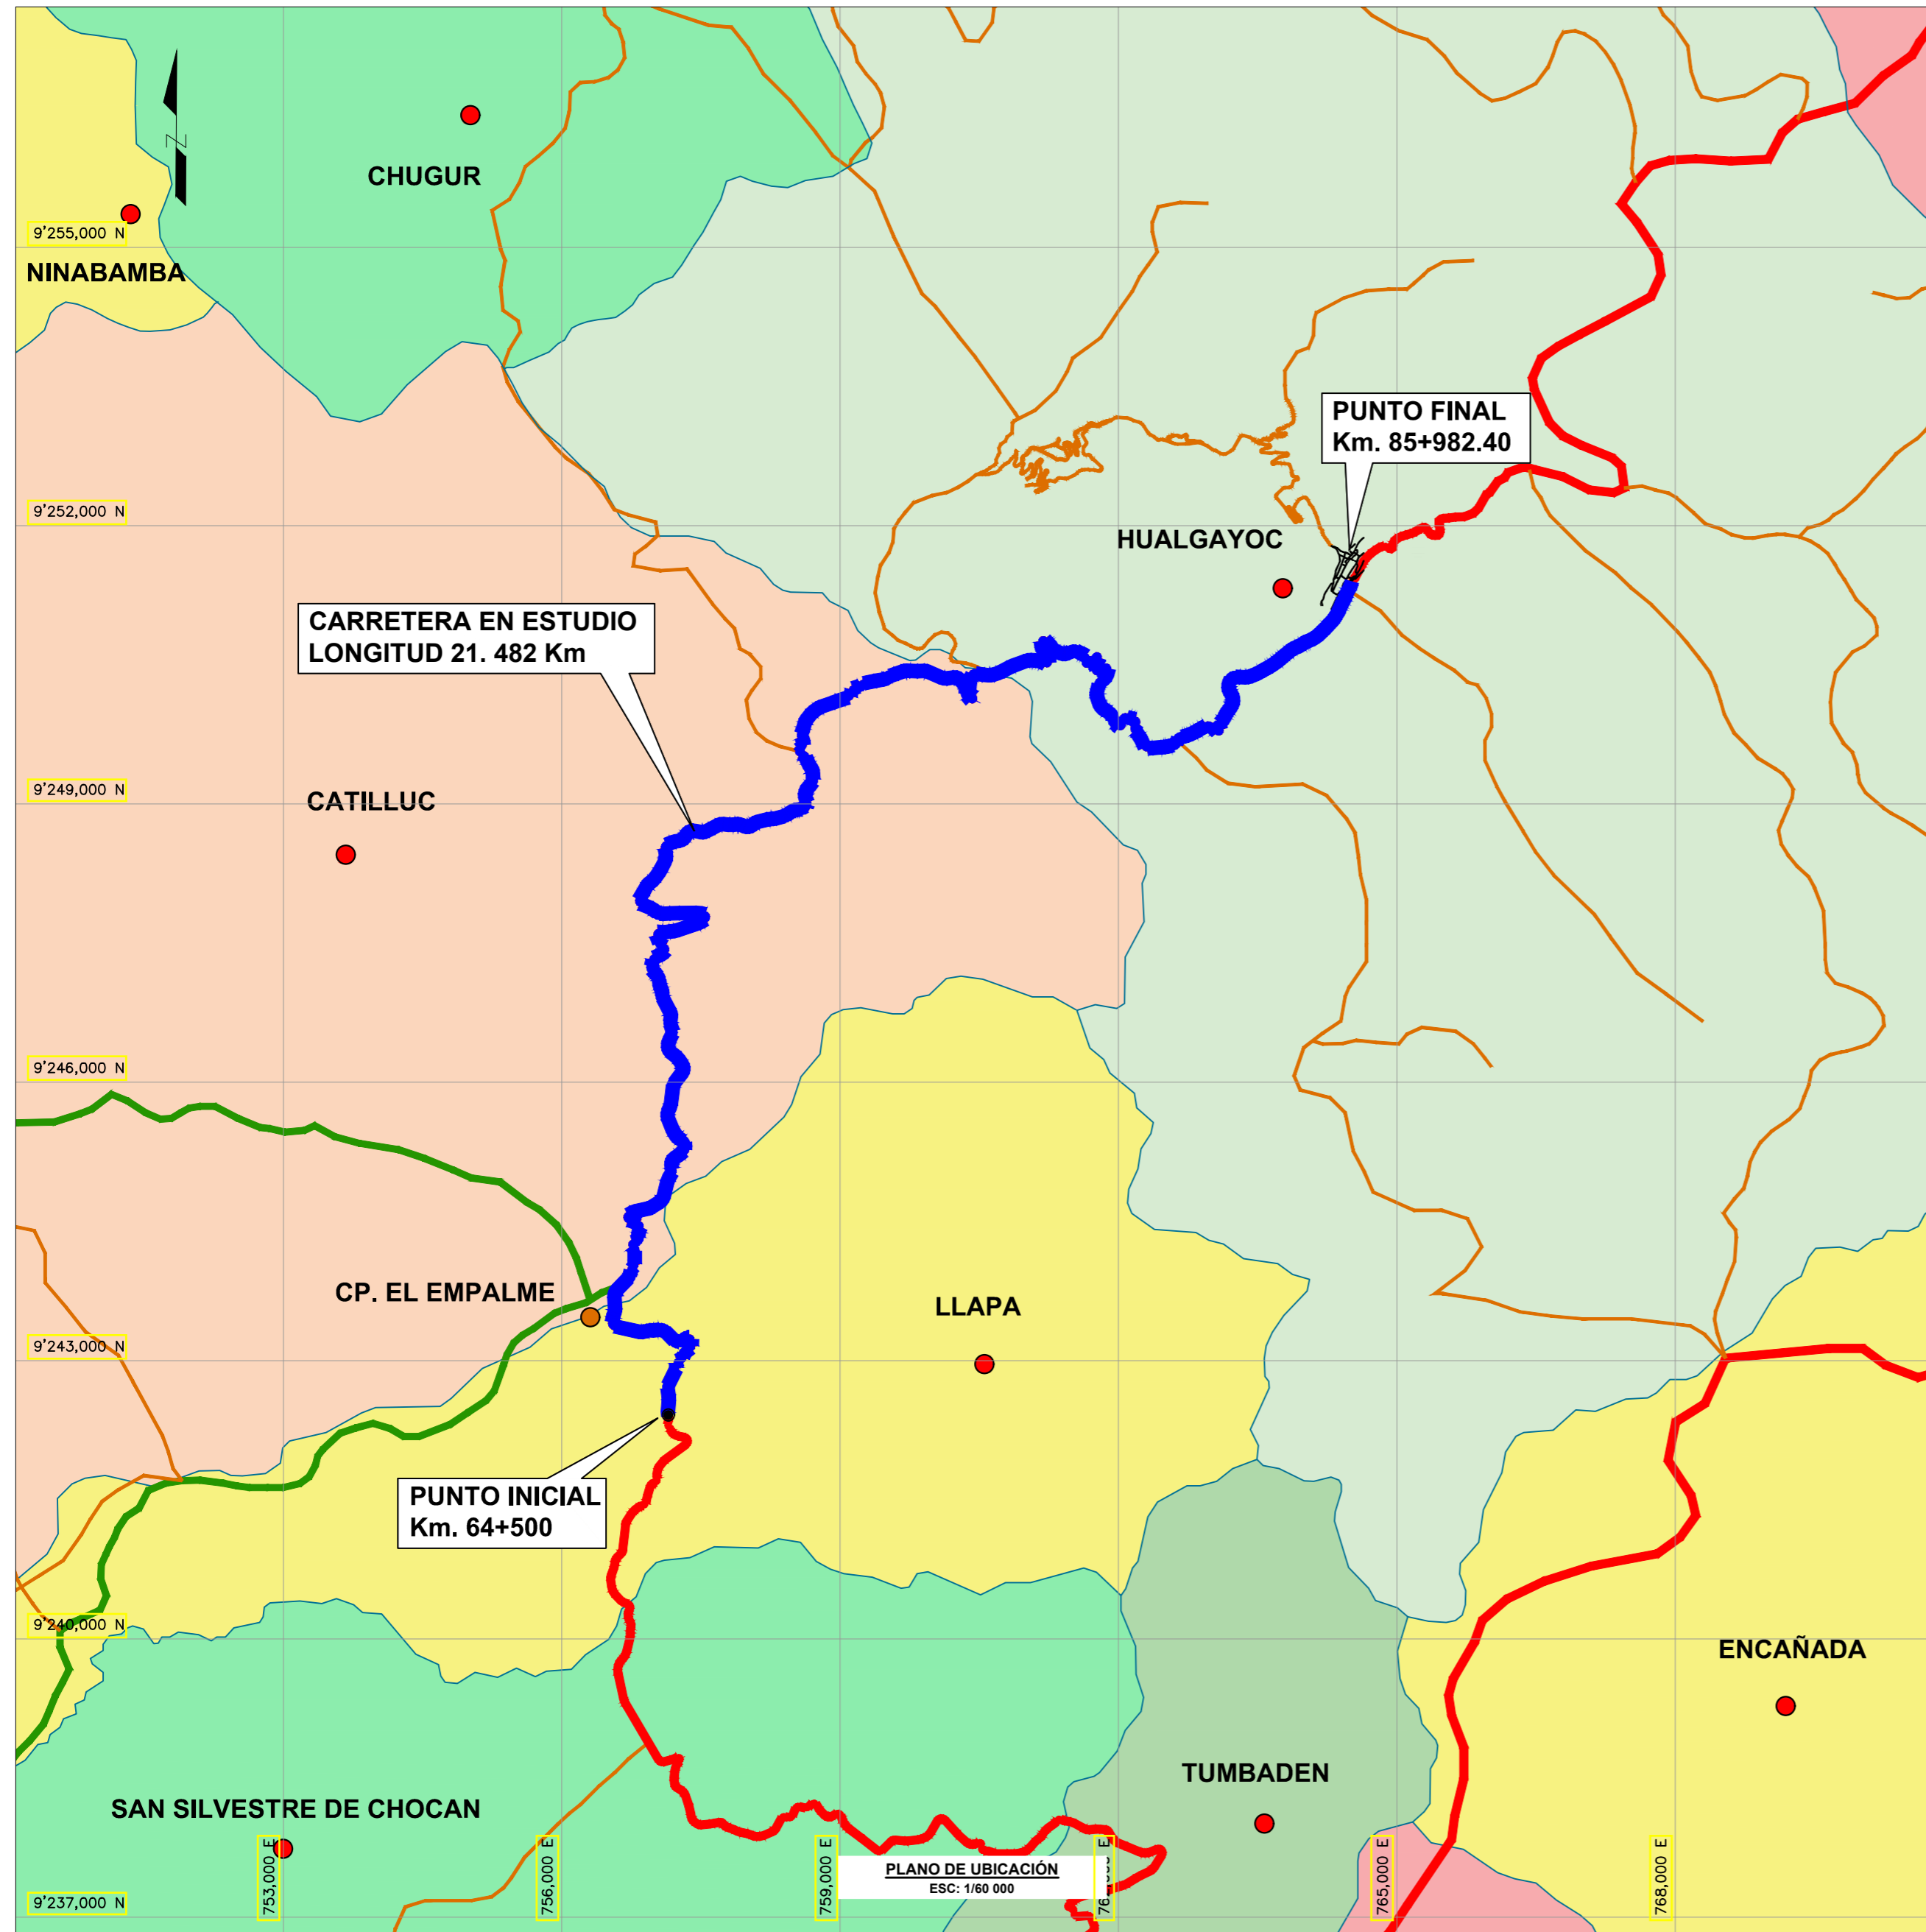 N
CHUGUR
9'255,000 N
NINABAMBA
PUNTO FINAL
Km. 85+982.40
9'252,000 N
HUALGAYOC
CARRETERA EN ESTUDIO
LONGITUD 21. 482 Km
9'249,000 N
CATILLUC
9'246,000 N
CP. EL EMPALME
LLAPA
9'243,000 N
PUNTO INICIAL
Km. 64+500
9'240,000 N
ENCAÑADA
TUMBADEN
SAN SILVESTRE DE CHOCAN
753,000 E
756,000 E
759,000 E
765,000 E
768,000 E
PLANO DE UBICACIÓN
ESC: 1/60 000
9'237,000 N